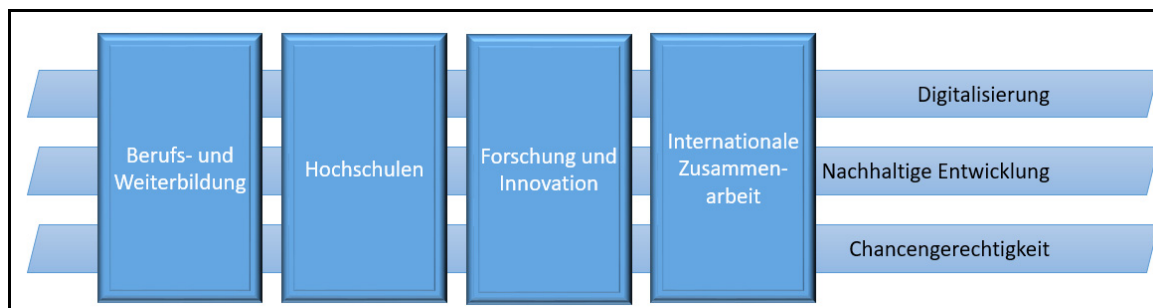 Berufs- und
Weiterbildung
Hochschulen
Forschung und
Innovation
Internationale
Zusammen-
arbeit
Digitalisierung
Nachhaltige Entwicklung
Chancengerechtigkeit